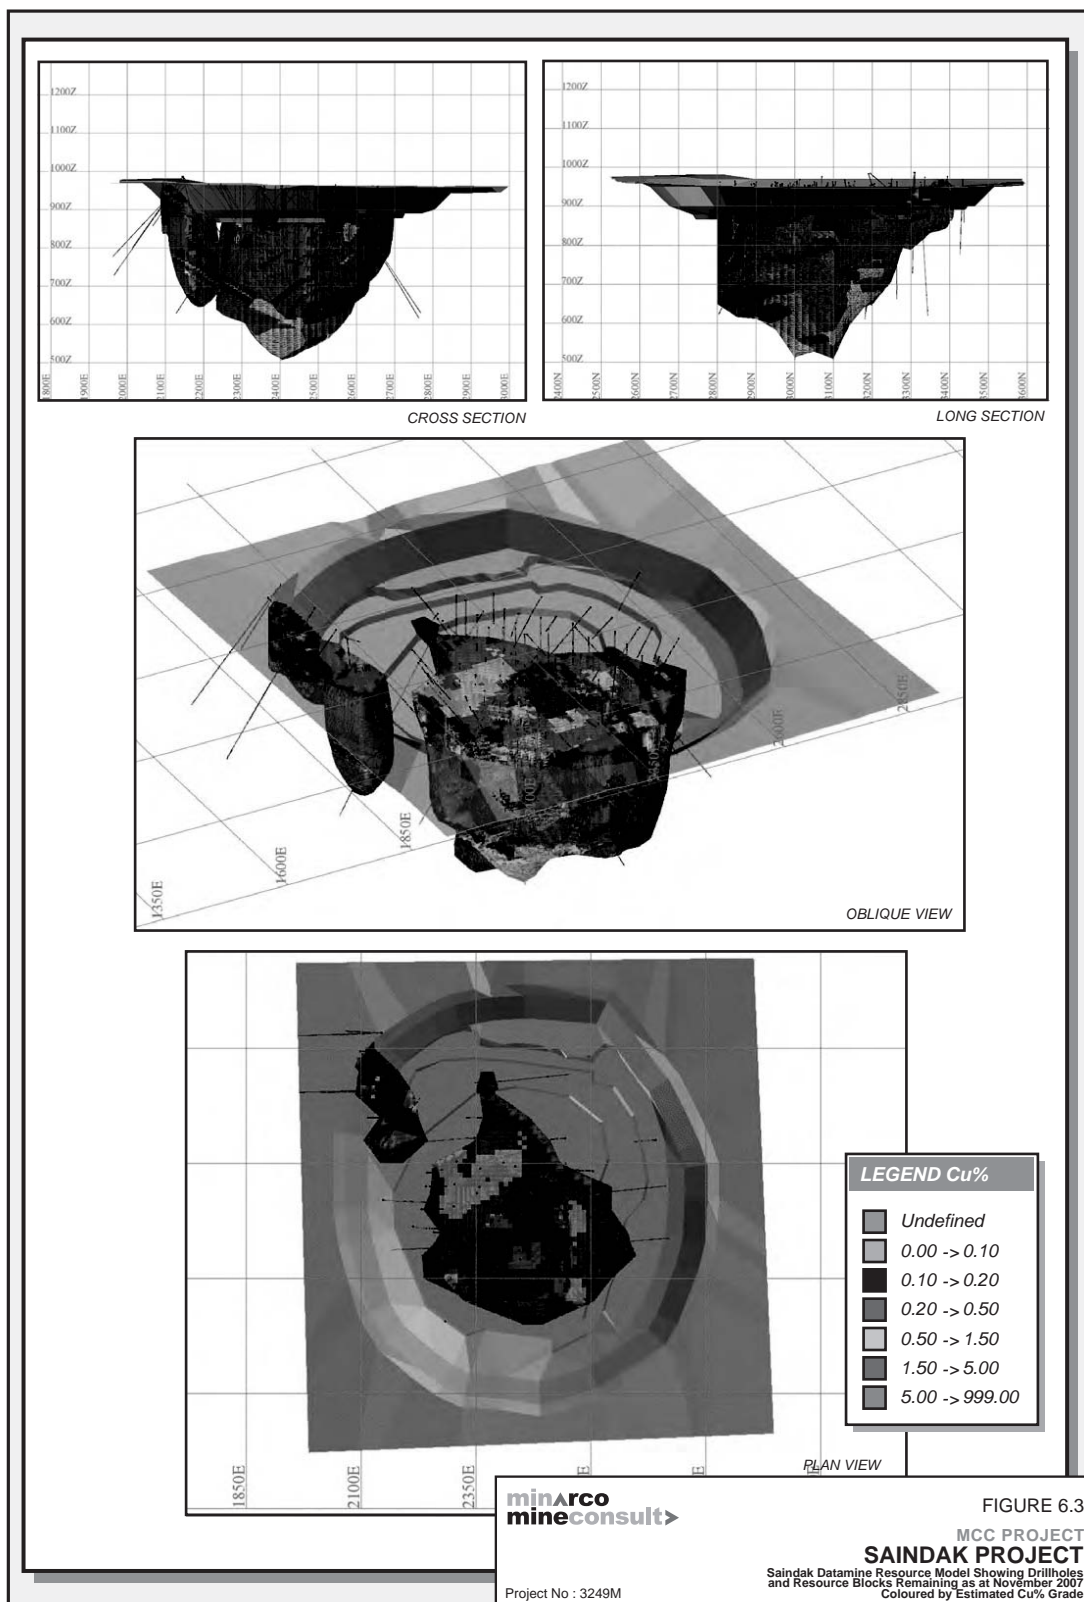 1200Z
1100Z
1000Z
900Z
800Z
700Z
600Z
500Z
1800E
1900E
2000E
2100E
2200E
2300E
2400E
2500E
2600E
2700E
2800E
2900E
3000E
CROSS SECTION
1200Z
1100Z
1000Z
900Z
800Z
700Z
600Z
500Z
2400N
2500N
2600N
2700N
2800N
2900N
3000N
3100N
3200N
3300N
3400N
3500N
3600N
LONG SECTION
1350E
1600E
1850E
2100E
2350E
2600E
2850E
OBLIQUE VIEW
1850E
2100E
2350E
PLAN VIEW
LEGEND Cu%
Undefined
0.00 -> 0.10
0.10 -> 0.20
0.20 -> 0.50
0.50 -> 1.50
1.50 -> 5.00
5.00 -> 999.00
minarco
mineconsult
FIGURE 6.3
MCC PROJECT
SAINDAK PROJECT
Saindak Datamine Resource Model Showing Drillholes
and Resource Blocks Remaining as at November 2007
Coloured by Estimated Cu% Grade
Project No : 3249M